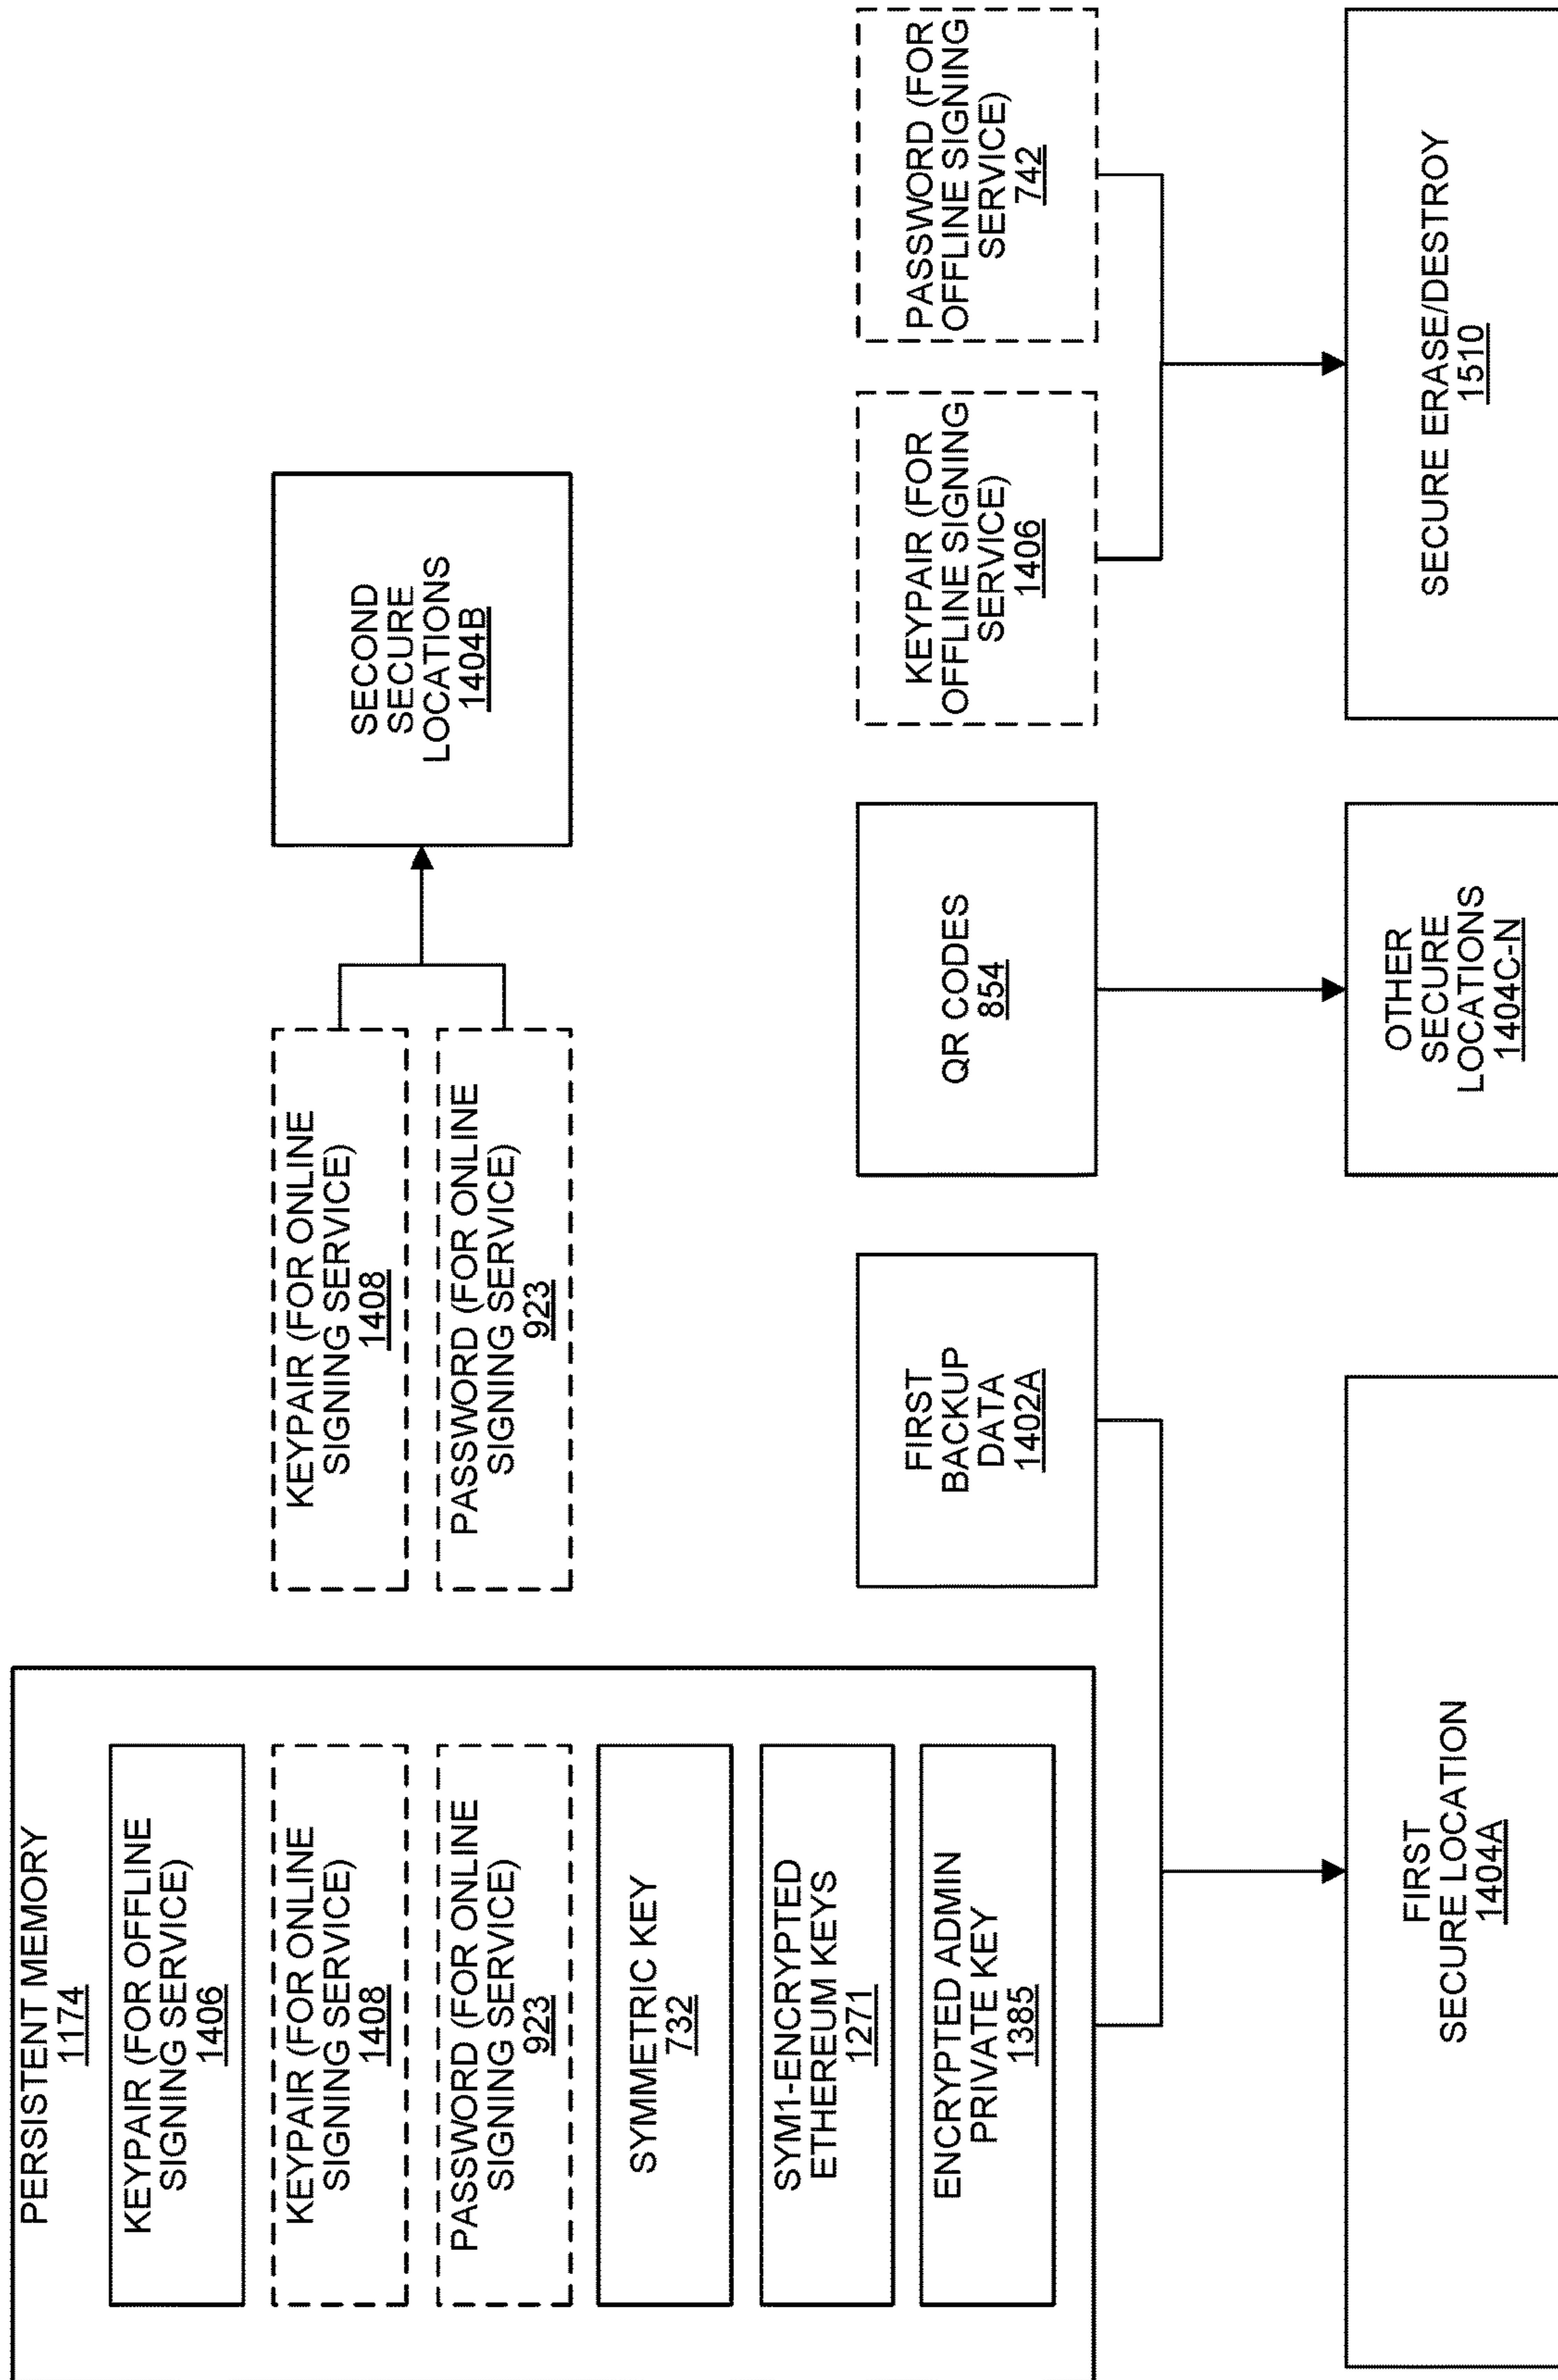 PERSISTENT MEMORY
1174
KEYPAIR (FOR OFFLINE
SIGNING SERVICE)
1406
KEYPAIR (FOR ONLINE
SIGNING SERVICE)
1408
PASSWORD (FOR ONLINE
SIGNING SERVICE)
923
SYMMETRIC KEY
732
SYM1-ENCRYPTED
ETHEREUM KEYS
1271
ENCRYPTED ADMIN
PRIVATE KEY
1385
KEYPAIR (FOR ONLINE
SIGNING SERVICE)
1408
PASSWORD (FOR ONLINE
SIGNING SERVICE)
923
SECOND
SECURE
LOCATIONS
1404B
FIRST
BACKUP
DATA
1402A
QR CODES
854
KEYPAIR (FOR
OFFLINE SIGNING
SERVICE)
1406
PASSWORD (FOR
OFFLINE SIGNING
SERVICE)
742
FIRST
SECURE LOCATION
1404A
OTHER
SECURE
LOCATIONS
1404C-N
SECURE ERASE/DESTROY
1510